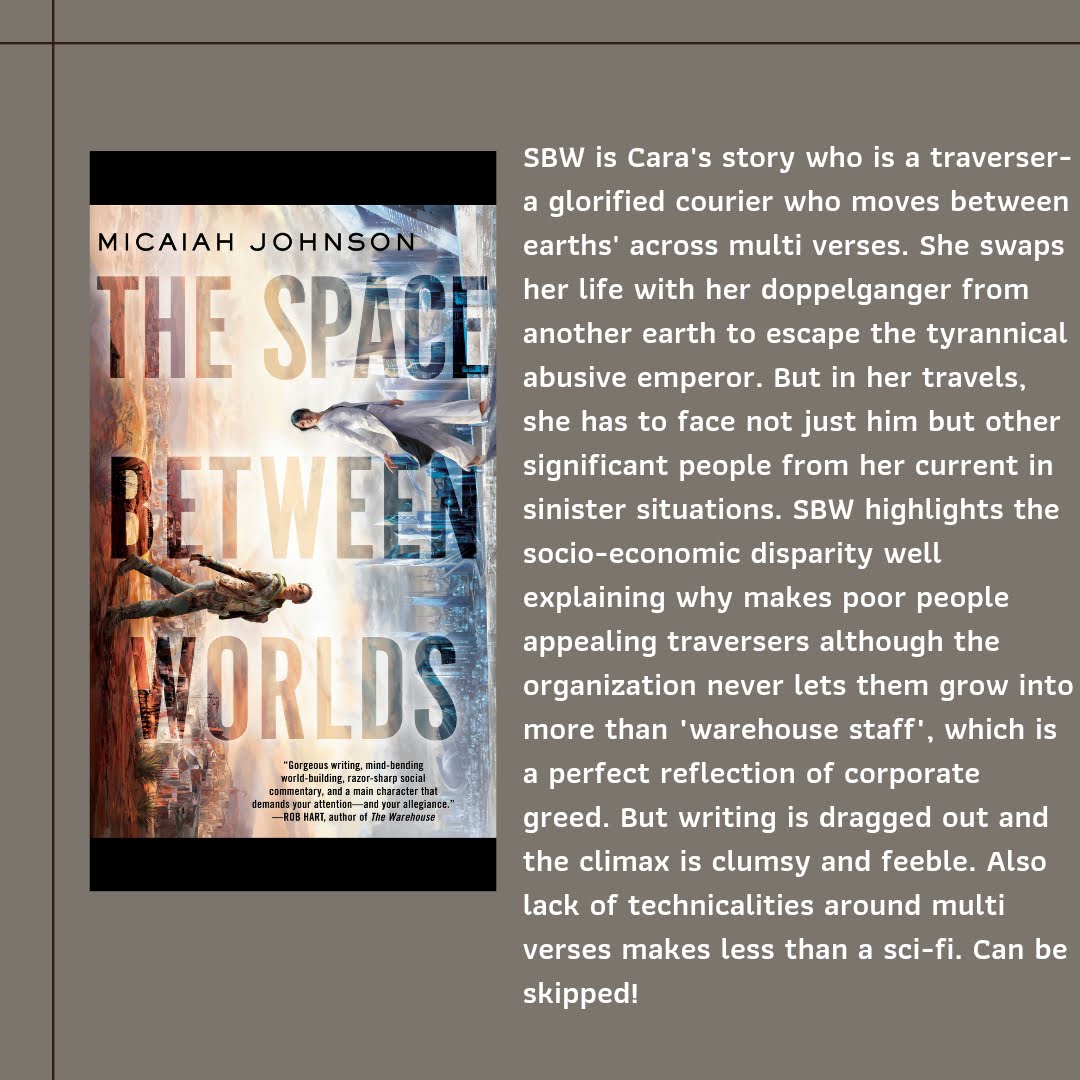 MICAIAH JOHNSON
THE SPACE
BETWEEN
WORLDS
"Gorgeous writing, mind-bending
world-building, razor-sharp social
commentary, and a main character that
demands your attention—and your allegiance."
—ROB HART, author of The Warehouse
SBW is Cara's story who is a traverser-
a glorified courier who moves between
earths' across multi verses. She swaps
her life with her doppelganger from
another earth to escape the tyrannical
abusive emperor. But in her travels,
she has to face not just him but other
significant people from her current in
sinister situations. SBW highlights the
socio-economic disparity well
explaining why makes poor people
appealing traversers although the
organization never lets them grow into
more than 'warehouse staff', which is
a perfect reflection of corporate
greed. But writing is dragged out and
the climax is clumsy and feeble. Also
lack of technicalities around multi
verses makes less than a sci-fi. Can be
skipped!